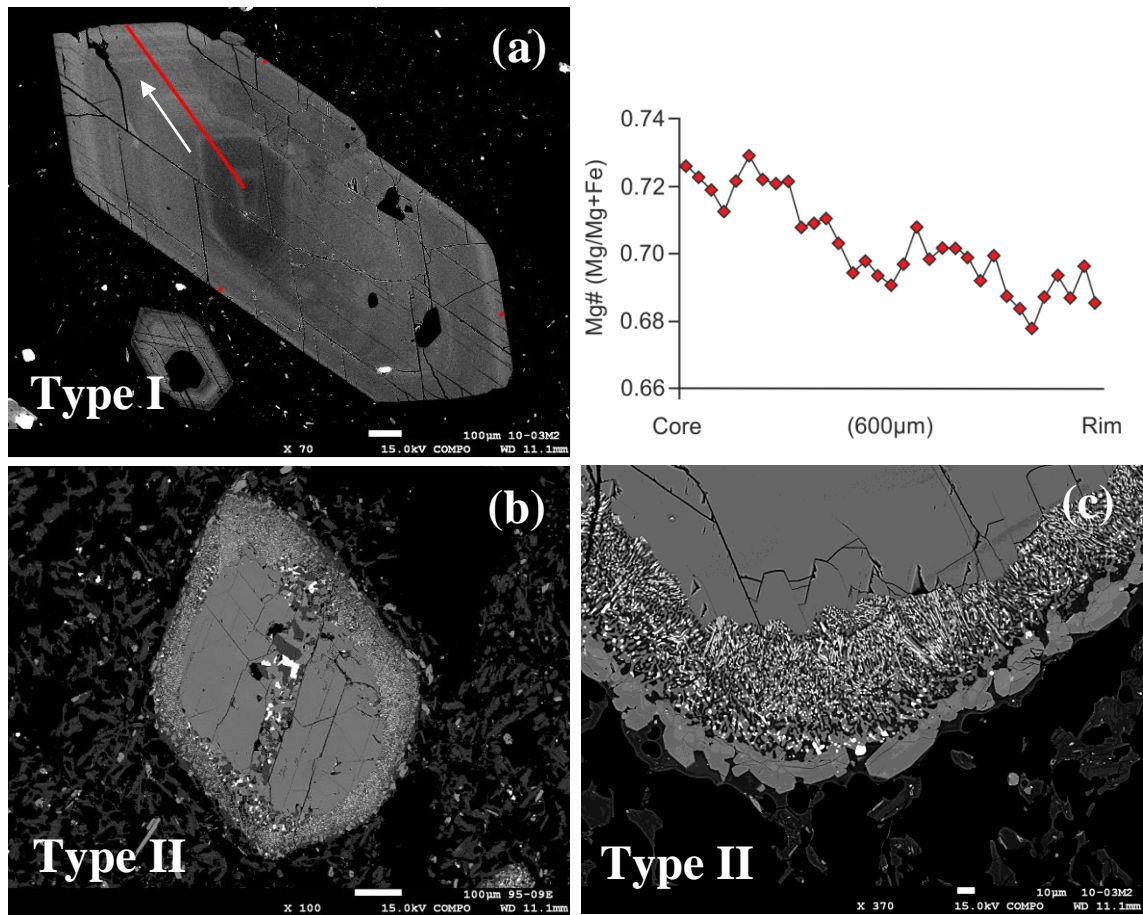 (a)
Type I
100µm 10-03M2
X 70 15.0kV COMPO WD 11.1mm
Mg# (Mg/Mg+Fe)
0.74
0.72
0.70
0.68
0.66
Core (600µm) Rim
(b)
Type II
100µm 95-09E
X 100 15.0kV COMPO WD 11.1mm
(c)
Type II
10µm 10-03M2
X 370 15.0kV COMPO WD 11.1mm